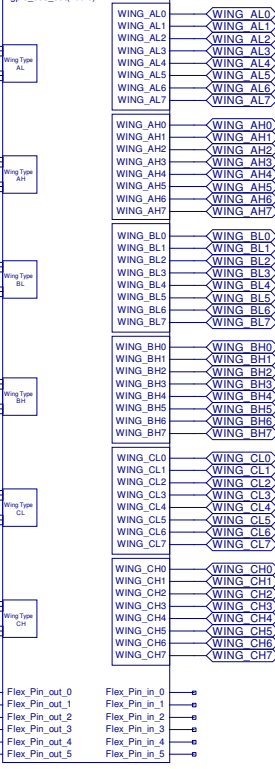 WING_AL0 WING_AL0
WING_AL1 WING_AL1
WING_AL2 WING_AL2
Wing Type WING_AL3 WING_AL3
AL WING_AL4 WING_AL4
WING_AL5 WING_AL5
WING_AL6 WING_AL6
WING_AL7 WING_AL7
WING_AH0 WING_AH0
WING_AH1 WING_AH1
WING_AH2 WING_AH2
Wing Type WING_AH3 WING_AH3
AH WING_AH4 WING_AH4
WING_AH5 WING_AH5
WING_AH6 WING_AH6
WING_AH7 WING_AH7
WING_BL0 WING_BL0
WING_BL1 WING_BL1
WING_BL2 WING_BL2
Wing Type WING_BL3 WING_BL3
BL WING_BL4 WING_BL4
WING_BL5 WING_BL5
WING_BL6 WING_BL6
WING_BL7 WING_BL7
WING_BH0 WING_BH0
WING_BH1 WING_BH1
WING_BH2 WING_BH2
Wing Type WING_BH3 WING_BH3
BH WING_BH4 WING_BH4
WING_BH5 WING_BH5
WING_BH6 WING_BH6
WING_BH7 WING_BH7
WING_CL0 WING_CL0
WING_CL1 WING_CL1
WING_CL2 WING_CL2
Wing Type WING_CL3 WING_CL3
CL WING_CL4 WING_CL4
WING_CL5 WING_CL5
WING_CL6 WING_CL6
WING_CL7 WING_CL7
WING_CH0 WING_CH0
WING_CH1 WING_CH1
WING_CH2 WING_CH2
Wing Type WING_CH3 WING_CH3
CH WING_CH4 WING_CH4
WING_CH5 WING_CH5
WING_CH6 WING_CH6
WING_CH7 WING_CH7
Flex_Pin_out_0 Flex_Pin_in_0
Flex_Pin_out_1 Flex_Pin_in_1
Flex_Pin_out_2 Flex_Pin_in_2
Flex_Pin_out_3 Flex_Pin_in_3
Flex_Pin_out_4 Flex_Pin_in_4
Flex_Pin_out_5 Flex_Pin_in_5